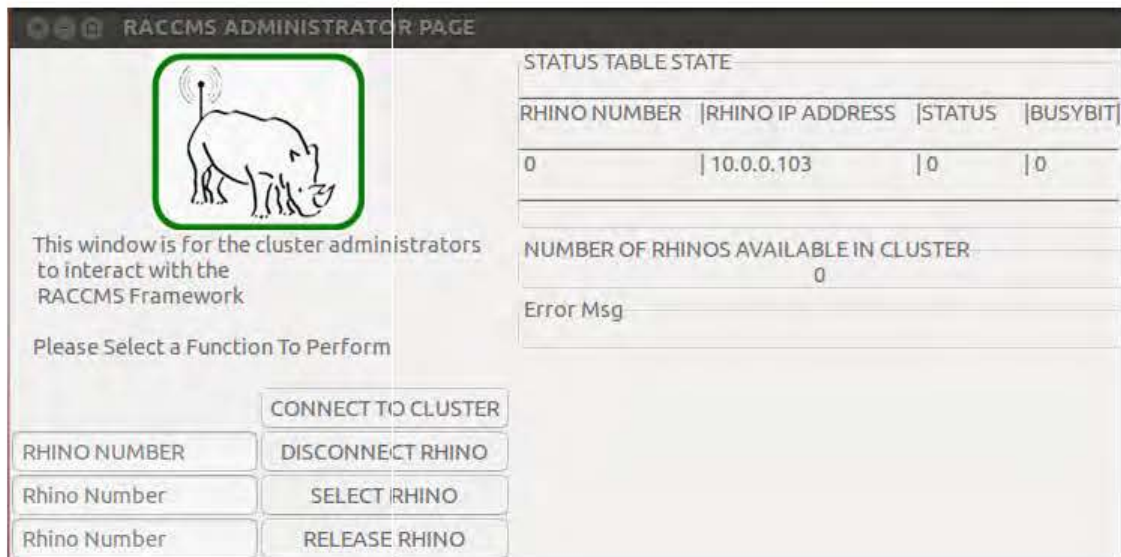 RACCMS ADMINISTRATOR PAGE
This window is for the cluster administrators
to interact with the
RACCMS Framework
Please Select a Function To Perform
CONNECT TO CLUSTER
RHINO NUMBER DISCONNECT RHINO
Rhino Number SELECT RHINO
Rhino Number RELEASE RHINO
STATUS TABLE STATE
RHINO NUMBER |RHINO IP ADDRESS |STATUS |BUSYBIT|
0 | 10.0.0.103 | 0 | 0
NUMBER OF RHINOS AVAILABLE IN CLUSTER
0
Error Msg